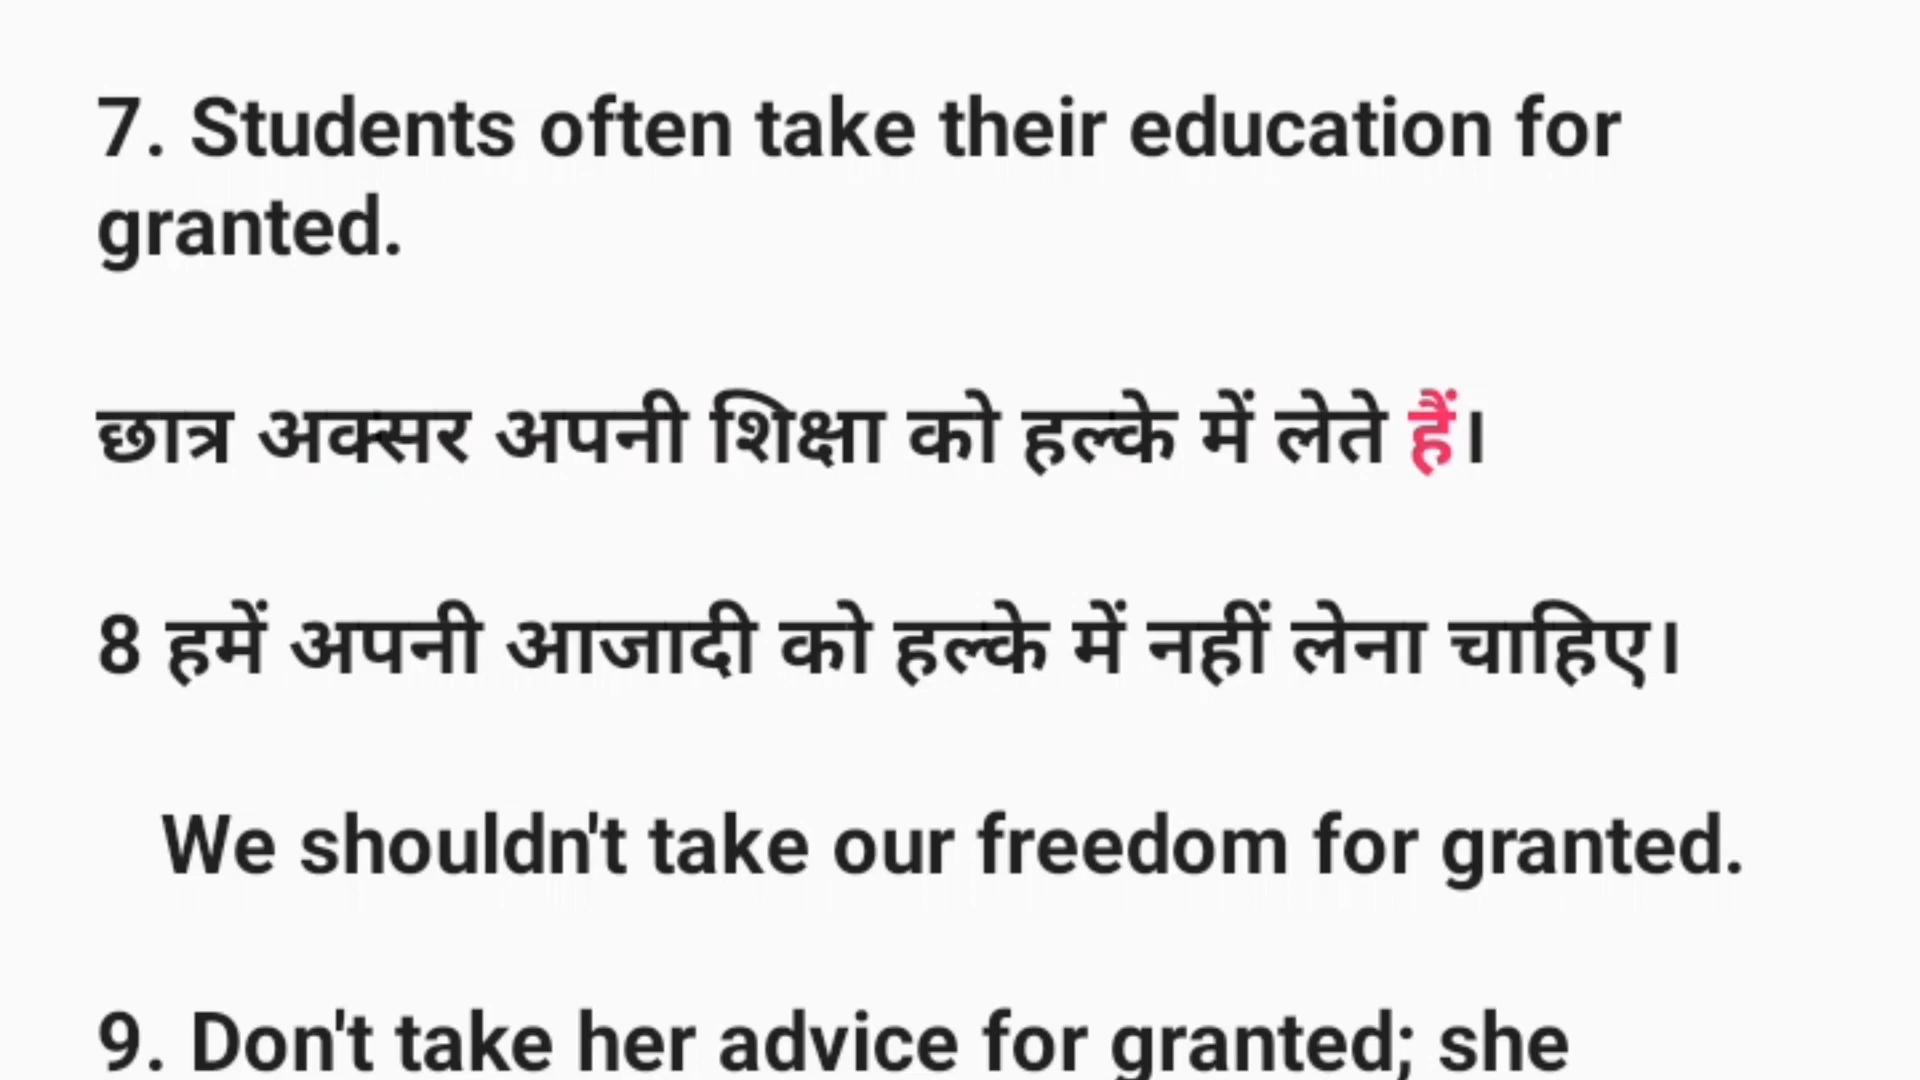 7. Students often take their education for
granted.
छात्र अक्सर अपनी शिक्षा को हल्के में लेते हैं।
8 हमें अपनी आजादी को हल्के में नहीं लेना चाहिए।
We shouldn't take our freedom for granted.
9. Don't take her advice for granted; she